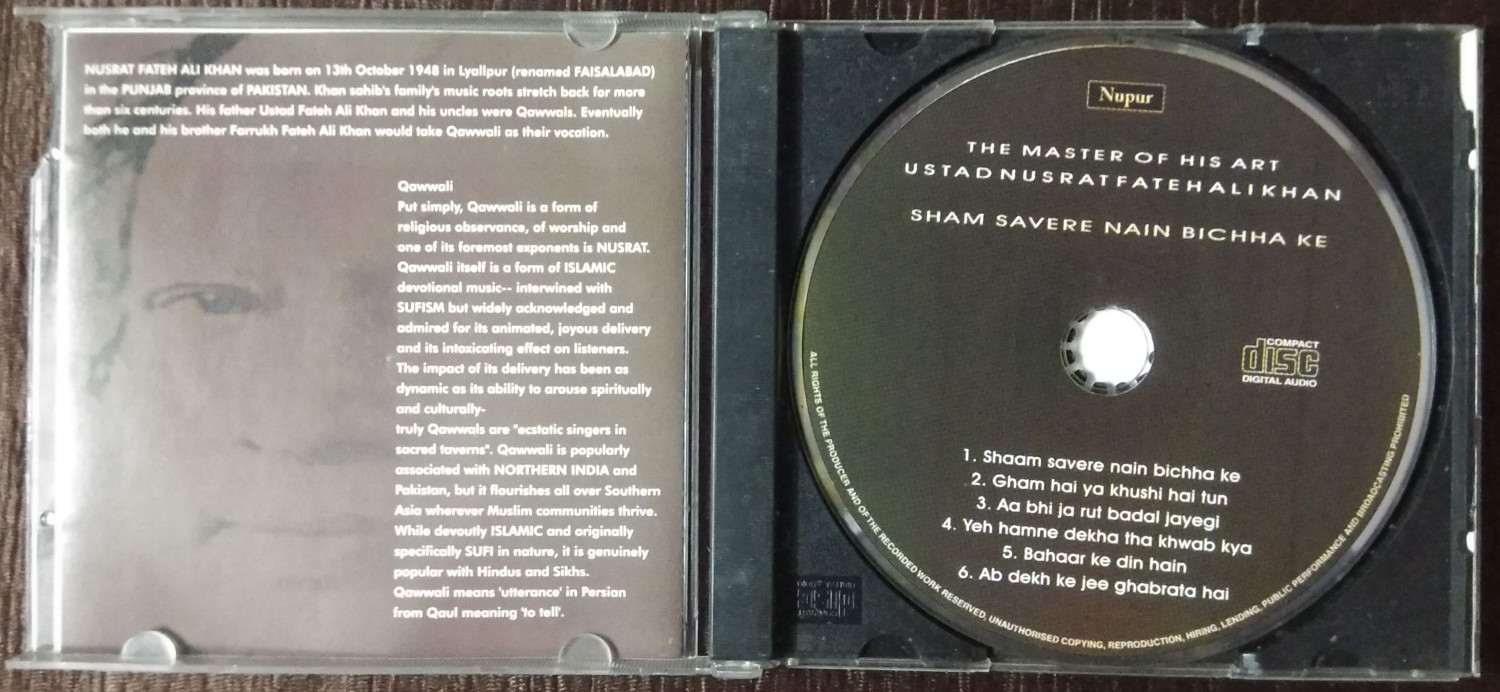 NUSRAT FATEH ALI KHAN was born on 13th October 1948 in Lyallpur (renamed FAISALABAD)
in the PUNJAB province of PAKISTAN. Khan sahib's family's music roots stretch back for more
than six centuries. His father Ustad Fateh Ali Khan and his uncles were Qawwals. Eventually
both he and his brother Farrukh Fateh Ali Khan would take Qawwali as their vocation.
Qawwali
Put simply, Qawwali is a form of
religious observance, of worship and
one of its foremost exponents is NUSRAT.
Qawwali itself is a form of ISLAMIC
devotional music-- interwined with
SUFISM but widely acknowledged and
admired for its animated, joyous delivery
and its intoxicating effect on listeners.
The impact of its delivery has been as
dynamic as its ability to arouse spiritually
and culturally-
truly Qawwals are "ecstatic singers in
sacred taverns". Qawwali is popularly
associated with NORTHERN INDIA and
Pakistan, but it flourishes all over Southern
Asia wherever Muslim communities thrive.
While devoutly ISLAMIC and originally
specifically SUFI in nature, it is genuinely
popular with Hindus and Sikhs.
Qawwali means 'utterance' in Persian
from Qaul meaning 'to tell'.
Nupur
THE MASTER OF HIS ART
USTAD NUSRAT FATEH ALI KHAN
SHAM SAVERE NAIN BICHHA KE
COMPACT
disc
DIGITAL AUDIO
1. Shaam savere nain bichha ke
2. Gham hai ya khushi hai tun
3. Aa bhi ja rut badal jayegi
4. Yeh hamne dekha tha khwab kya
5. Bahaar ke din hain
6. Ab dekh ke jee ghabrata hai
ALL RIGHTS OF THE PRODUCER AND OF THE RECORDED WORK RESERVED, UNAUTHORISED COPYING, REPRODUCTION, HIRING, LENDING, PUBLIC PERFORMANCE AND BROADCASTING PROHIBITED